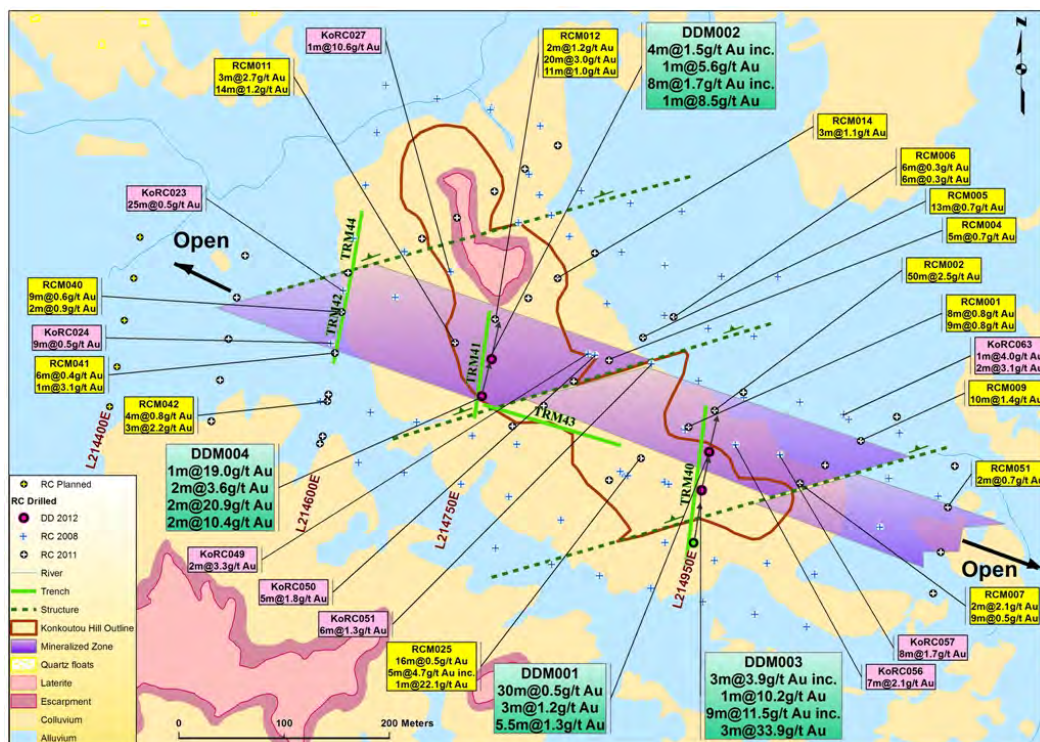 KoRC027
1m@10.6g/t Au
RCM012
2m@1.2g/t Au
20m@3.0g/t Au
11m@1.0g/t Au
DDM002
4m@1.5g/t Au inc.
1m@5.6g/t Au
8m@1.7g/t Au inc.
1m@8.5g/t Au
N
RCM011
3m@2.7g/t Au
14m@1.2g/t Au
RCM014
3m@1.1g/t Au
RCM006
6m@0.3g/t Au
6m@0.3g/t Au
KoRC023
25m@0.5g/t Au
RCM005
13m@0.7g/t Au
RCM004
5m@0.7g/t Au
Open
TRM44
RCM002
50m@2.5g/t Au
RCM040
9m@0.6g/t Au
2m@0.9g/t Au
TRM42
RCM001
8m@0.8g/t Au
9m@0.8g/t Au
KoRC024
9m@0.5g/t Au
TRM41
KoRC063
1m@4.0g/t Au
2m@3.1g/t Au
RCM041
6m@0.4g/t Au
1m@3.1g/t Au
RCM009
10m@1.4g/t Au
RCM042
4m@0.8g/t Au
3m@2.2g/t Au
L214400E
TRM43
DDM004
1m@19.0g/t Au
2m@3.6g/t Au
2m@20.9g/t Au
2m@10.4g/t Au
L214600E
L214750E
TRM40
RCM051
2m@0.7g/t Au
L214950E
Open
KoRC049
2m@3.3g/t Au
KoRC050
5m@1.8g/t Au
KoRC051
6m@1.3g/t Au
RCM007
2m@2.1g/t Au
9m@0.5g/t Au
KoRC057
8m@1.7g/t Au
KoRC056
7m@2.1g/t Au
RCM025
16m@0.5g/t Au
5m@4.7g/t Au inc.
1m@22.1g/t Au
DDM001
30m@0.5g/t Au
3m@1.2g/t Au
5.5m@1.3g/t Au
DDM003
3m@3.9g/t Au inc.
1m@10.2g/t Au
9m@11.5g/t Au inc.
3m@33.9g/t Au
RC Planned
RC Drilled
DD 2012
RC 2008
RC 2011
River
Trench
Structure
Konkoutou Hill Outline
Mineralized Zone
Quartz floats
Laterite
Escarpment
Colluvium
Alluvium
0 100 200 Meters